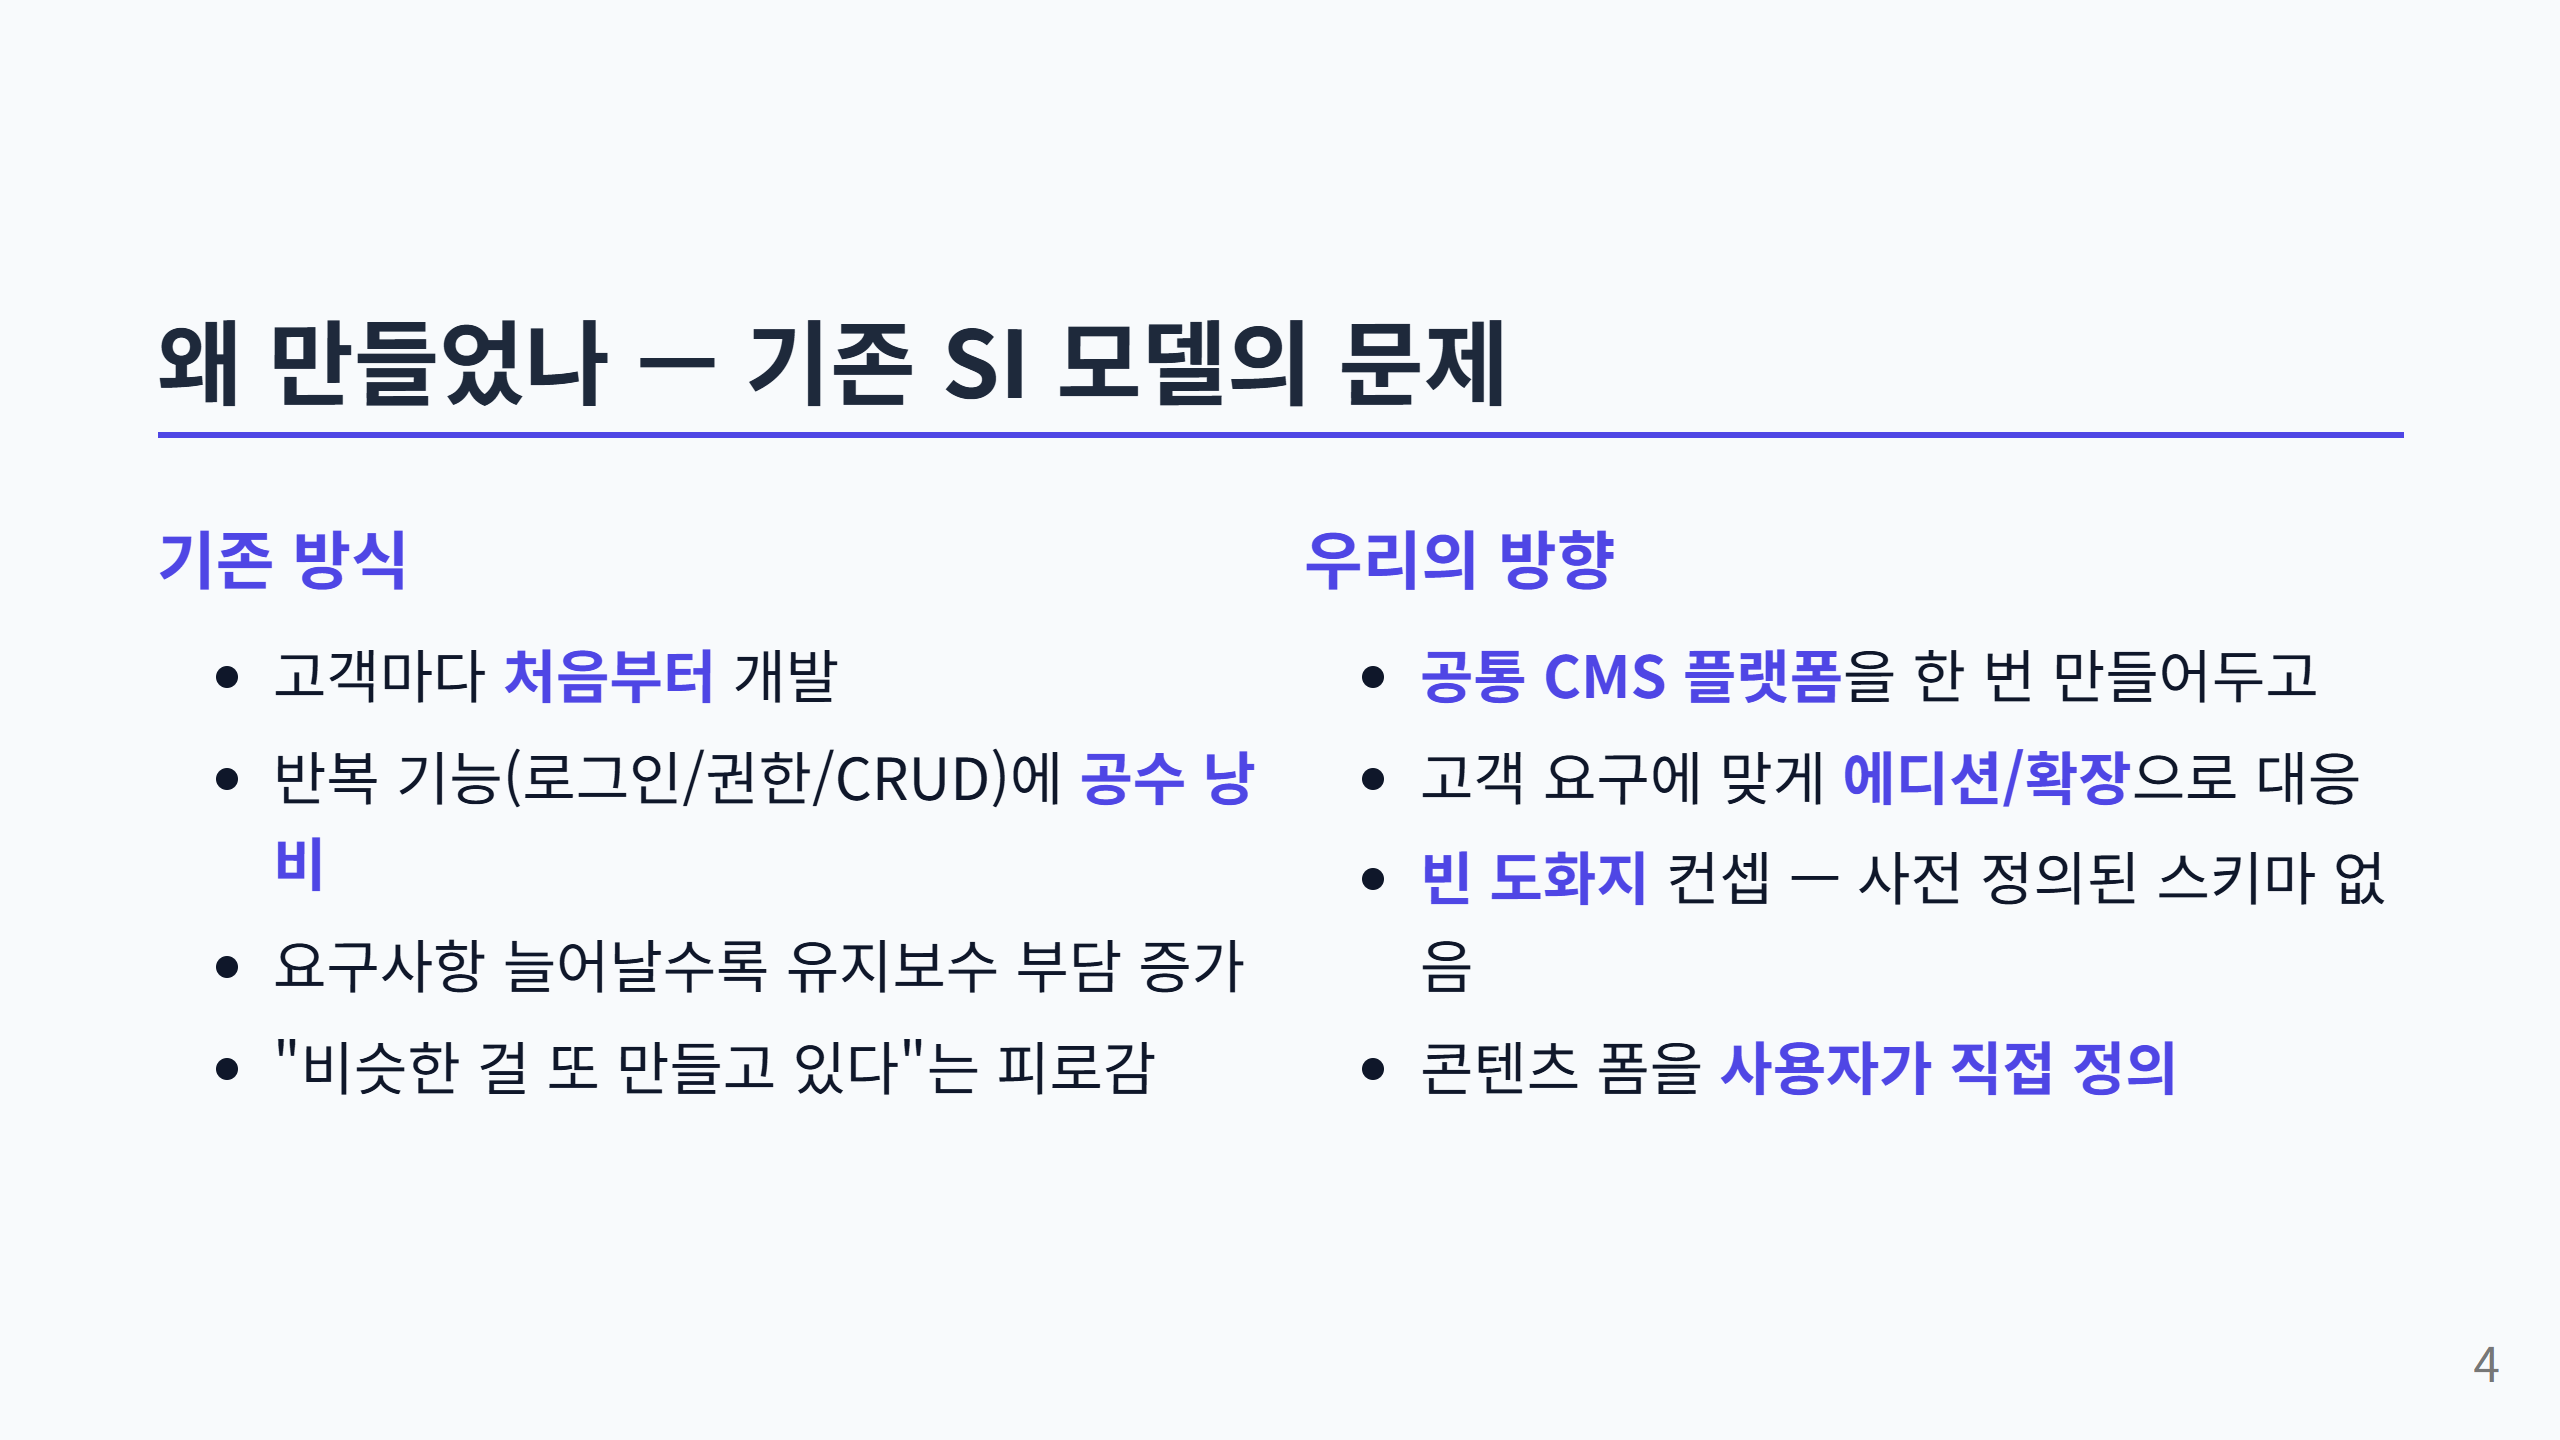 왜 만들었나 — 기존 SI 모델의 문제
기존 방식
고객마다 처음부터 개발
반복 기능(로그인/권한/CRUD)에 공수 낭
비
요구사항 늘어날수록 유지보수 부담 증가
"비슷한 걸 또 만들고 있다"는 피로감
우리의 방향
공통 CMS 플랫폼을 한 번 만들어두고
고객 요구에 맞게 에디션/확장으로 대응
빈 도화지 컨셉 — 사전 정의된 스키마 없
음
콘텐츠 폼을 사용자가 직접 정의
4